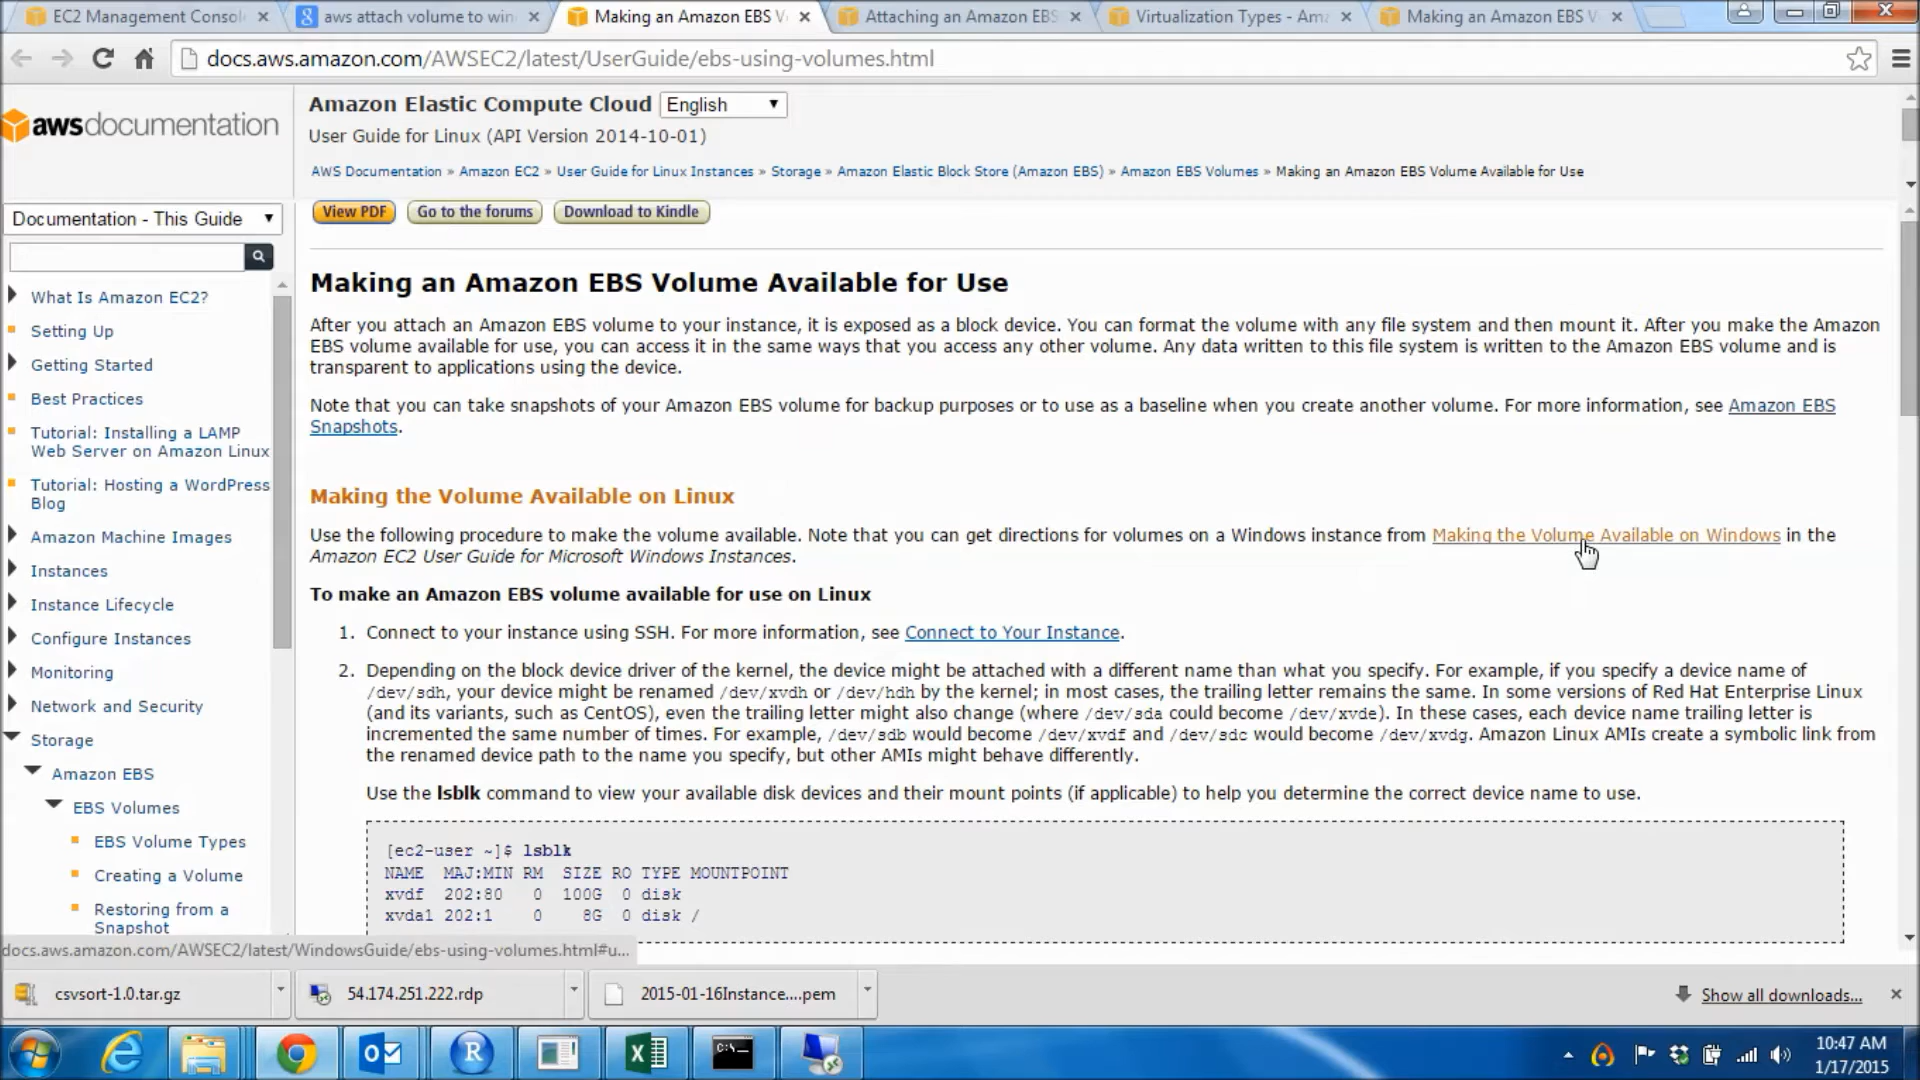 EC2 Management Consol
aws attach volume to win
Making an Amazon EBS V
Attaching an Amazon EBS
Virtualization Types - Am
Making an Amazon EBS V
docs.aws.amazon.com/AWSEC2/latest/UserGuide/ebs-using-volumes.html
awsdocumentation
Amazon Elastic Compute Cloud English
User Guide for Linux (API Version 2014-10-01)
AWS Documentation » Amazon EC2 » User Guide for Linux Instances » Storage » Amazon Elastic Block Store (Amazon EBS) » Amazon EBS Volumes » Making an Amazon EBS Volume Available for Use
Documentation - This Guide
What Is Amazon EC2?
Setting Up
Getting Started
Best Practices
Tutorial: Installing a LAMP
Web Server on Amazon Linux
Tutorial: Hosting a WordPress
Blog
Amazon Machine Images
Instances
Instance Lifecycle
Configure Instances
Monitoring
Network and Security
Storage
Amazon EBS
EBS Volumes
EBS Volume Types
Creating a Volume
Restoring from a
Snapshot
View PDF Go to the forums Download to Kindle
Making an Amazon EBS Volume Available for Use
After you attach an Amazon EBS volume to your instance, it is exposed as a block device. You can format the volume with any file system and then mount it. After you make the Amazon
EBS volume available for use, you can access it in the same ways that you access any other volume. Any data written to this file system is written to the Amazon EBS volume and is
transparent to applications using the device.
Note that you can take snapshots of your Amazon EBS volume for backup purposes or to use as a baseline when you create another volume. For more information, see Amazon EBS
Snapshots.
Making the Volume Available on Linux
Use the following procedure to make the volume available. Note that you can get directions for volumes on a Windows instance from Making the Volume Available on Windows in the
Amazon EC2 User Guide for Microsoft Windows Instances.
To make an Amazon EBS volume available for use on Linux
1. Connect to your instance using SSH. For more information, see Connect to Your Instance.
2. Depending on the block device driver of the kernel, the device might be attached with a different name than what you specify. For example, if you specify a device name of
/dev/sdh, your device might be renamed /dev/xvdh or /dev/hdh by the kernel; in most cases, the trailing letter remains the same. In some versions of Red Hat Enterprise Linux
(and its variants, such as CentOS), even the trailing letter might also change (where /dev/sda could become /dev/xvde). In these cases, each device name trailing letter is
incremented the same number of times. For example, /dev/sdb would become /dev/xvdf and /dev/sdc would become /dev/xvdg. Amazon Linux AMIs create a symbolic link from
the renamed device path to the name you specify, but other AMIs might behave differently.
Use the lsblk command to view your available disk devices and their mount points (if applicable) to help you determine the correct device name to use.
[ec2-user ~]$ lsblk
NAME MAJ:MIN RM SIZE RO TYPE MOUNTPOINT
xvdf 202:80 0 100G 0 disk
xvda1 202:1 0 8G 0 disk /
docs.aws.amazon.com/AWSEC2/latest/WindowsGuide/ebs-using-volumes.html#u...
csvsort-1.0.tar.gz
54.174.251.222.rdp
2015-01-16Instance....pem
Show all downloads...
10:47 AM
1/17/2015